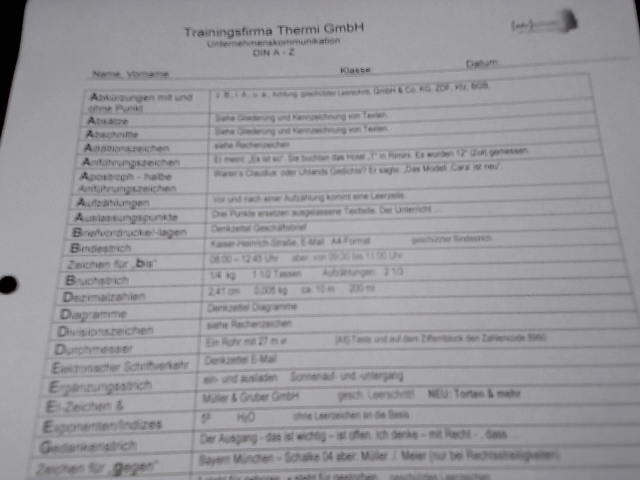 Trainingsfirma Thermi GmbH
Unternehmenskommunikation
DIN A - Z
Name, Vorname Klasse Datum
Abkürzungen mit und ohne Punkt z. B., i. A., u. a., Achtung: geschützter Leerschritt, GmbH & Co. KG, ZDF, Kfz, BGB,
Absätze Siehe Gliederung und Kennzeichnung von Texten.
Abschnitte Siehe Gliederung und Kennzeichnung von Texten.
Additionszeichen siehe Rechenzeichen
Anführungszeichen Er meint: „Es ist so“. Sie buchten das Hotel „T“ in Rimini. Es wurden 12" (Zoll) gemessen.
Apostroph - halbe Anführungszeichen Waren's Claudius' oder Uhlands Gedichte? Er sagte: „Das Modell ‚Cara' ist neu“.
Aufzählungen Vor und nach einer Aufzählung kommt eine Leerzeile.
Auslassungspunkte Drei Punkte ersetzen ausgelassene Textteile. Der Unterricht ...
Briefvordrucke/-lagen Denkzettel Geschäftsbrief
Bindestrich Kaiser-Heinrich-Straße, E-Mail A4-Format geschützter Bindestrich
Zeichen für „bis“ 08:00 – 12:45 Uhr aber: von 09:30 bis 11:00 Uhr
Bruchstrich 1/4 kg 1 1/2 Tassen Aufzählungen: 2 1/3
Dezimalzahlen 2,41 cm 0,005 kg ca. 10 m 200 ml
Diagramme Denkzettel Diagramme
Divisionszeichen siehe Rechenzeichen
Durchmesser Ein Rohr mit 27 m ø [Alt] Taste und auf dem Ziffernblock den Zahlencode
Elektronischer Schriftverkehr Denkzettel E-Mail
Ergänzungsstrich ein- und ausladen Sonnenauf- und -untergang
Et-Zeichen & Müller & Gruber GmbH gesch. Leerschritt! NEU: Torten & mehr
Exponenten/Indizes H₂O ohne Leerzeichen an die Basis
Gedankenstrich Der Ausgang - das ist wichtig – ist offen. Ich denke – mit Recht - , dass ...
Zeichen für „gegen“ Bayern München – Schalke 04 aber: Müller ./. Meier (nur bei Rechtsstreitigkeiten)